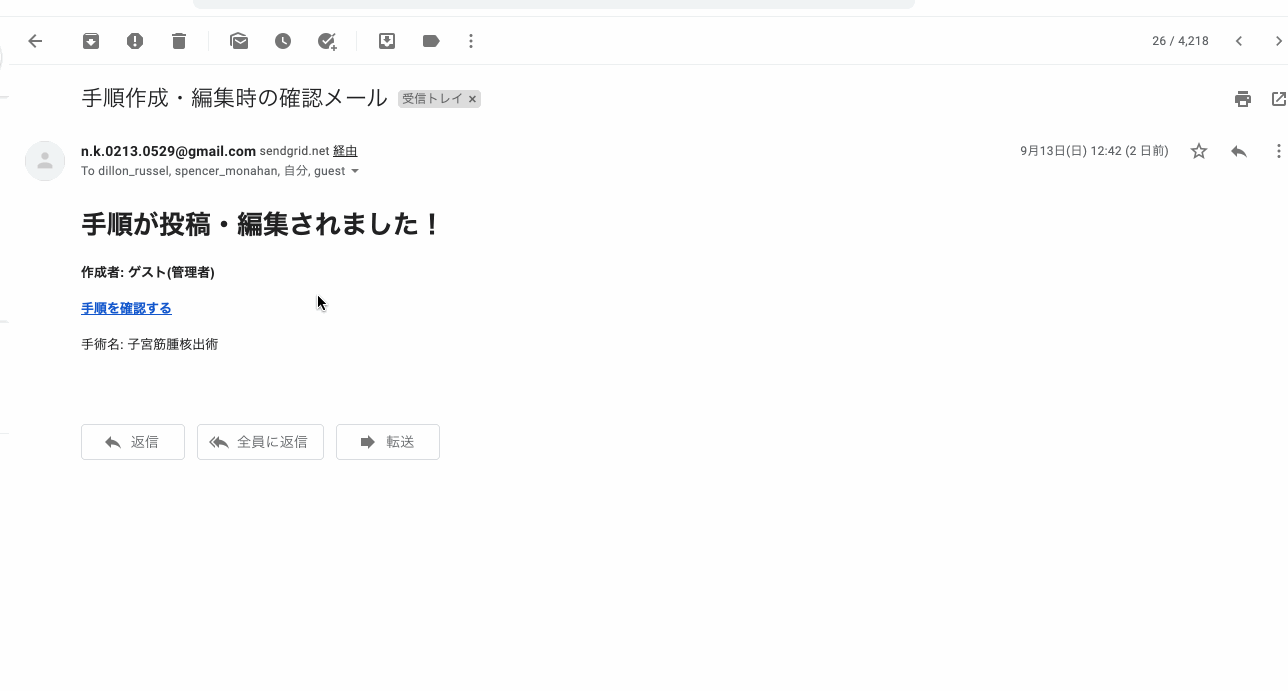 26 / 4,218
手順作成・編集時の確認メール 受信トレイ ×
n.k.0213.0529@gmail.com sendgrid.net 経由
9月13日(日) 12:42 (2 日前)
To dillon_russel, spencer_monahan, 自分, guest
手順が投稿・編集されました！
作成者: ゲスト(管理者)
手順を確認する
手術名: 子宮筋腫核出術
返信 全員に返信 転送